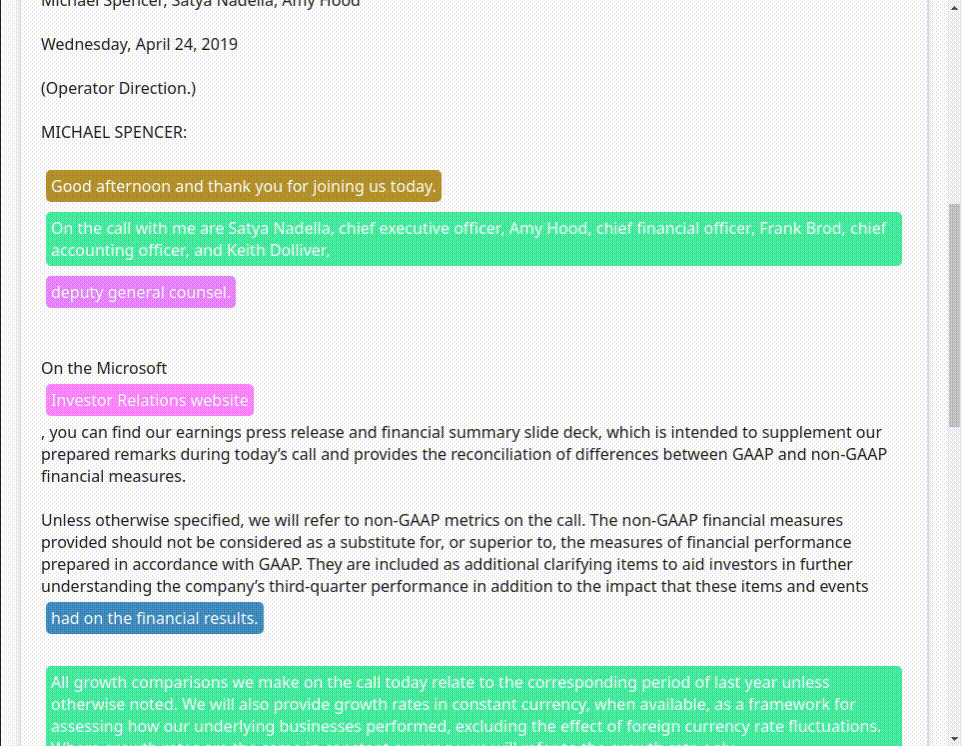 Michael Spencer, Satya Nadella, Amy Hood
Wednesday, April 24, 2019
(Operator Direction.)
MICHAEL SPENCER:
Good afternoon and thank you for joining us today.
On the call with me are Satya Nadella, chief executive officer, Amy Hood, chief financial officer, Frank Brod, chief
accounting officer, and Keith Dolliver,
deputy general counsel.
On the Microsoft
Investor Relations website
, you can find our earnings press release and financial summary slide deck, which is intended to supplement our
prepared remarks during today’s call and provides the reconciliation of differences between GAAP and non-GAAP
financial measures.
Unless otherwise specified, we will refer to non-GAAP metrics on the call. The non-GAAP financial measures
provided should not be considered as a substitute for, or superior to, the measures of financial performance
prepared in accordance with GAAP. They are included as additional clarifying items to aid investors in further
understanding the company’s third-quarter performance in addition to the impact that these items and events
had on the financial results.
All growth comparisons we make on the call today relate to the corresponding period of last year unless
otherwise noted. We will also provide growth rates in constant currency, when available, as a framework for
assessing how our underlying businesses performed, excluding the effect of foreign currency rate fluctuations.